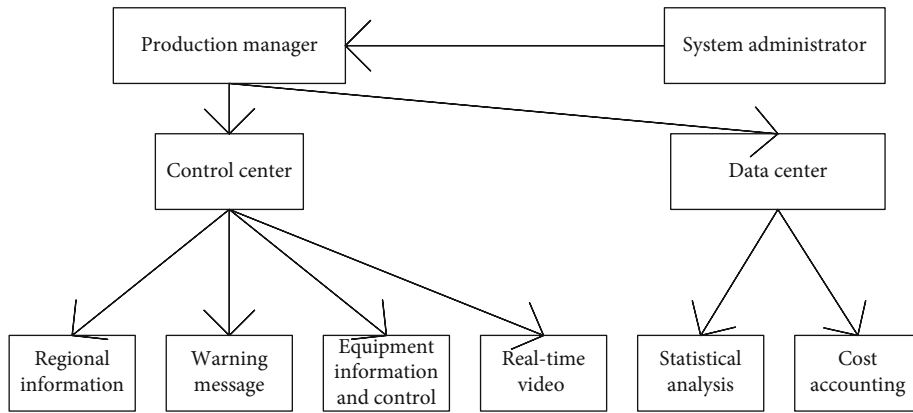 Production manager
System administrator
Control center
Data center
Regional
information
Warning
message
Equipment
information
and control
Real-time
video
Statistical
analysis
Cost
accounting